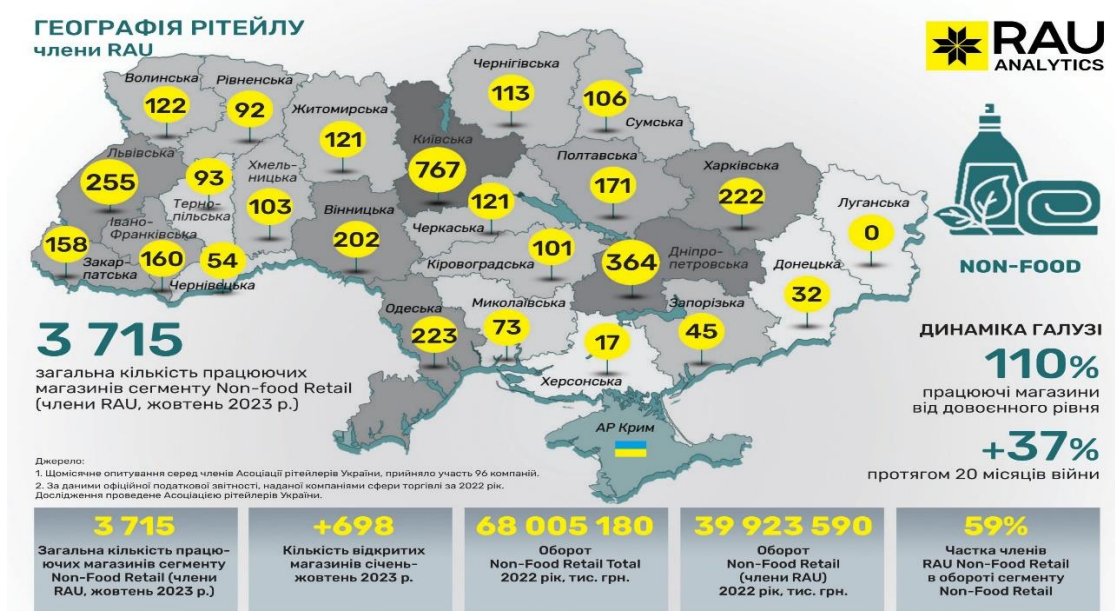 ГЕОГРАФІЯ РІТЕЙЛУ
члени RAU
RAU
ANALYTICS
Волинська
122
Рівненська
92
Житомирська
121
Київська
767
Чернігівська
113
106
Сумська
Львівська
255
93
Терно-
пільська
Хмель-
ницька
103
Вінницька
202
121
Черкаська
Полтавська
171
Харківська
222
Луганська
0
Івано-
Франківська
160
158
Закар
патська
54
Чернівецька
Кіровоградська
101
364
Дніпро-
петровська
Донецька
32
Одеська
223
Миколаївська
73
17
Херсонська
Запорізька
45
АР Крим
NON-FOOD
3 715
загальна кількість працюючих
магазинів сегменту Non-food Retail
(члени RAU, жовтень 2023 р.)
ДИНАМІКА ГАЛУЗІ
110%
працюючі магазини
від довоєнного рівня
+37%
протягом 20 місяців війни
Джерело:
1. Щомісячне опитування серед членів Асоціації рітейлерів України, прийняло участь 96 компаній.
2. За даними офіційної податкової звітності, наданої компаніями сфери торгівлі за 2022 рік.
Дослідження проведене Асоціацією рітейлерів України.
3 715
Загальна кількість працю-
ючих магазинів сегменту
Non-Food Retail (члени
RAU, жовтень 2023 р.)
+698
Кількість відкритих
магазинів січень-
жовтень 2023 р.
68 005 180
Оборот
Non-Food Retail Total
2022 рік, тис. грн.
39 923 590
Оборот
Non-Food Retail
(члени RAU)
2022 рік, тис. грн.
59%
Частка членів
RAU Non-Food Retail
в обороті сегменту
Non-Food Retail